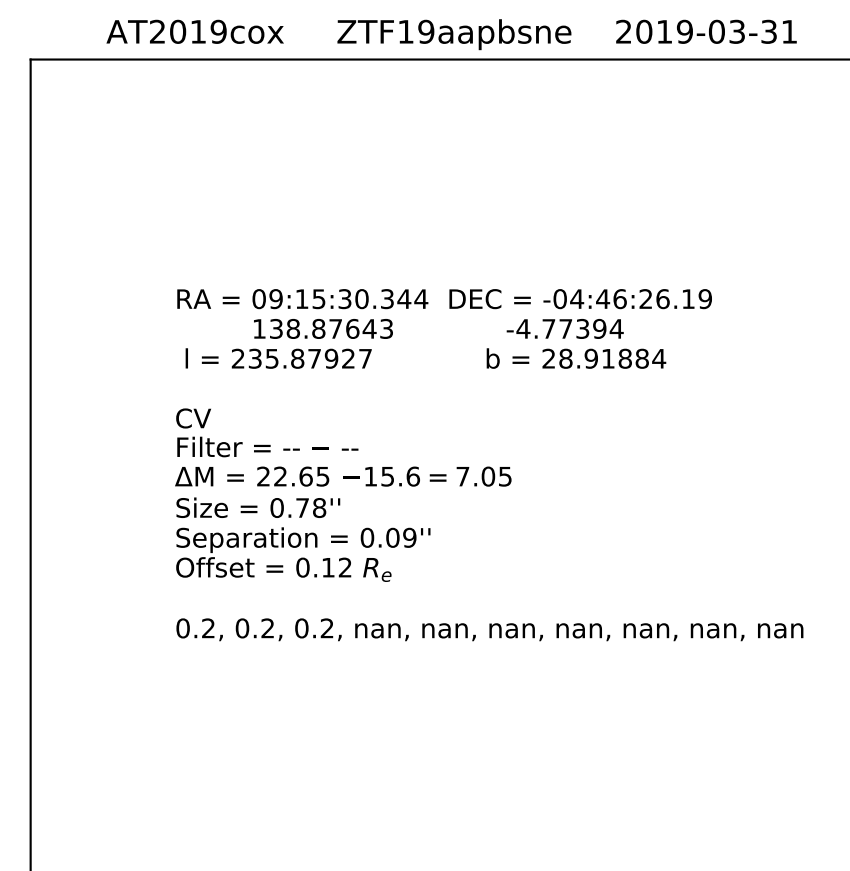 AT2019cox ZTF19aapbsne 2019-03-31
RA = 09:15:30.344 DEC = -04:46:26.19
138.87643 -4.77394
l = 235.87927 b = 28.91884
CV
Filter = -- − --
ΔM = 22.65 −15.6 = 7.05
Size = 0.78''
Separation = 0.09''
Offset = 0.12 Re
0.2, 0.2, 0.2, nan, nan, nan, nan, nan, nan, nan